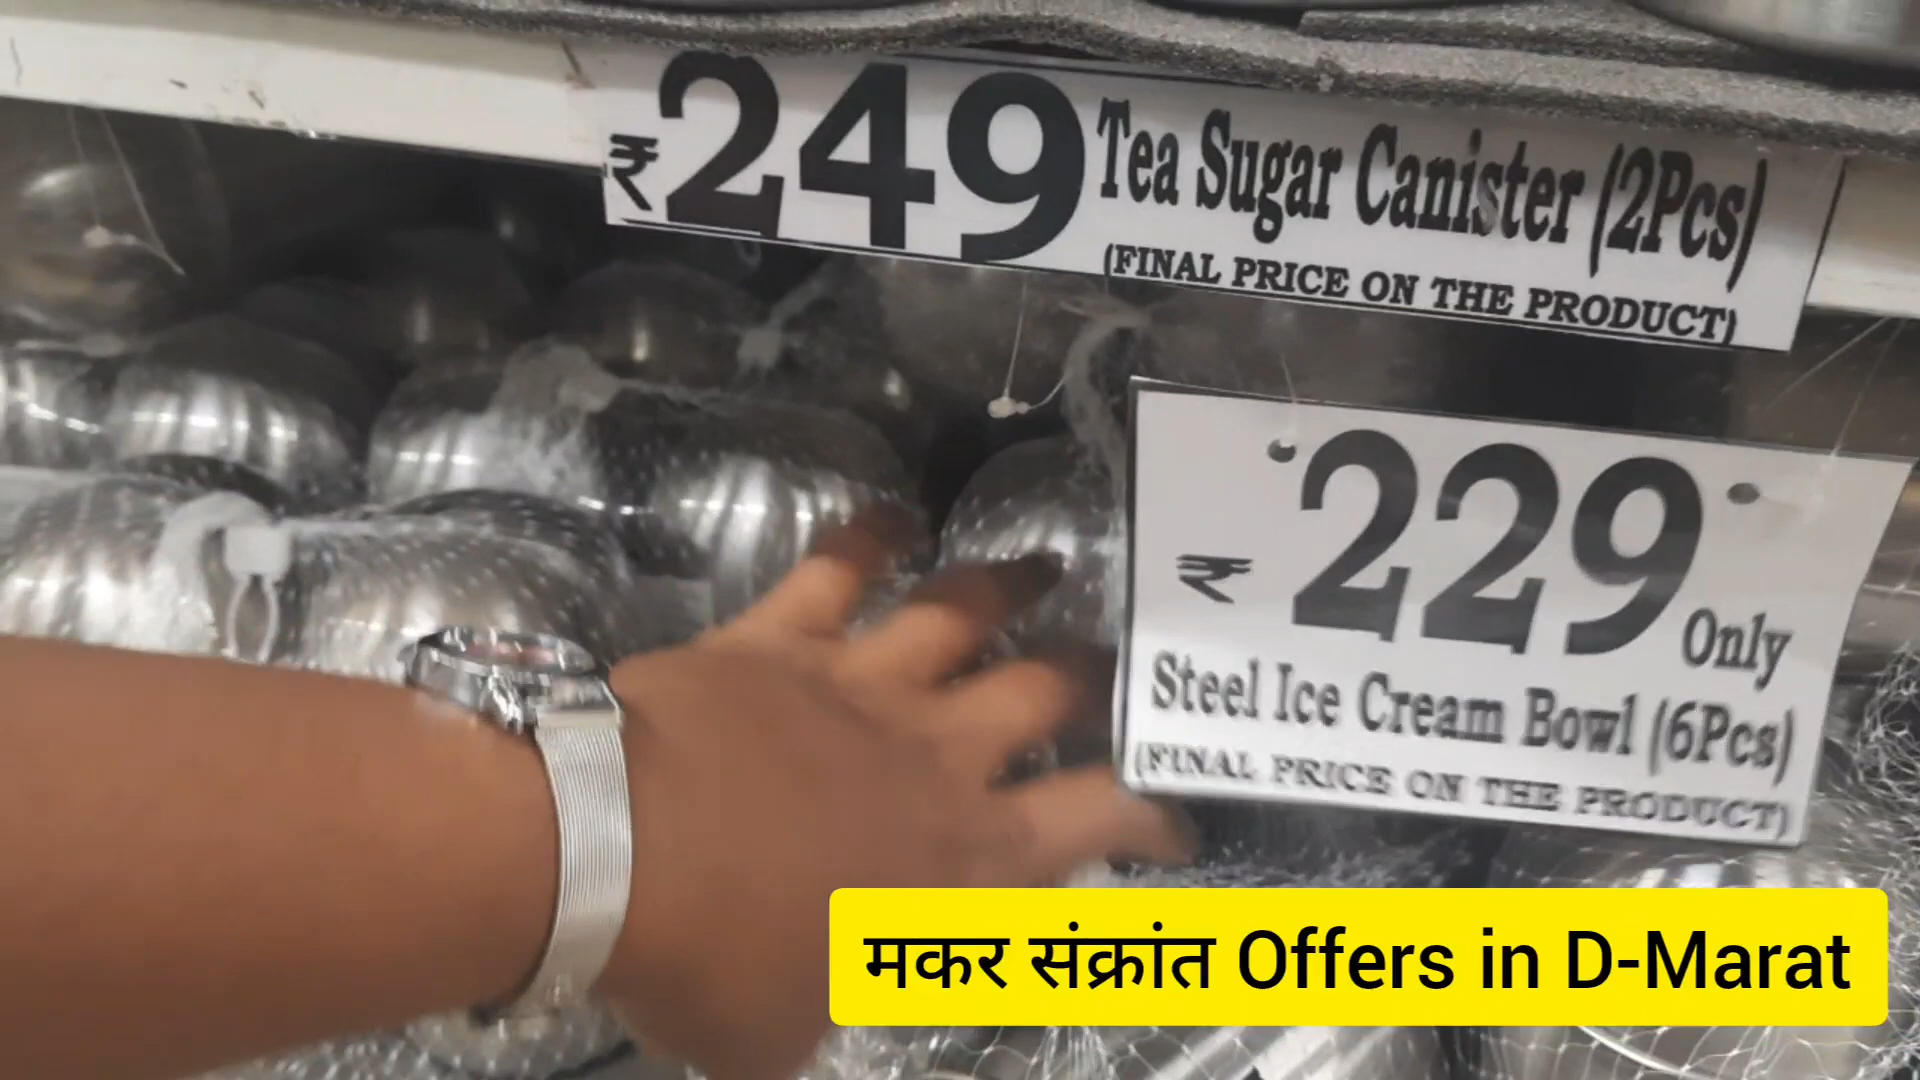 ₹249 Tea Sugar Canister (2Pcs)
(FINAL PRICE ON THE PRODUCT)
₹229 Only
Steel Ice Cream Bowl (6Pcs)
(FINAL PRICE ON THE PRODUCT)
मकर संक्रांत Offers in D-Marat